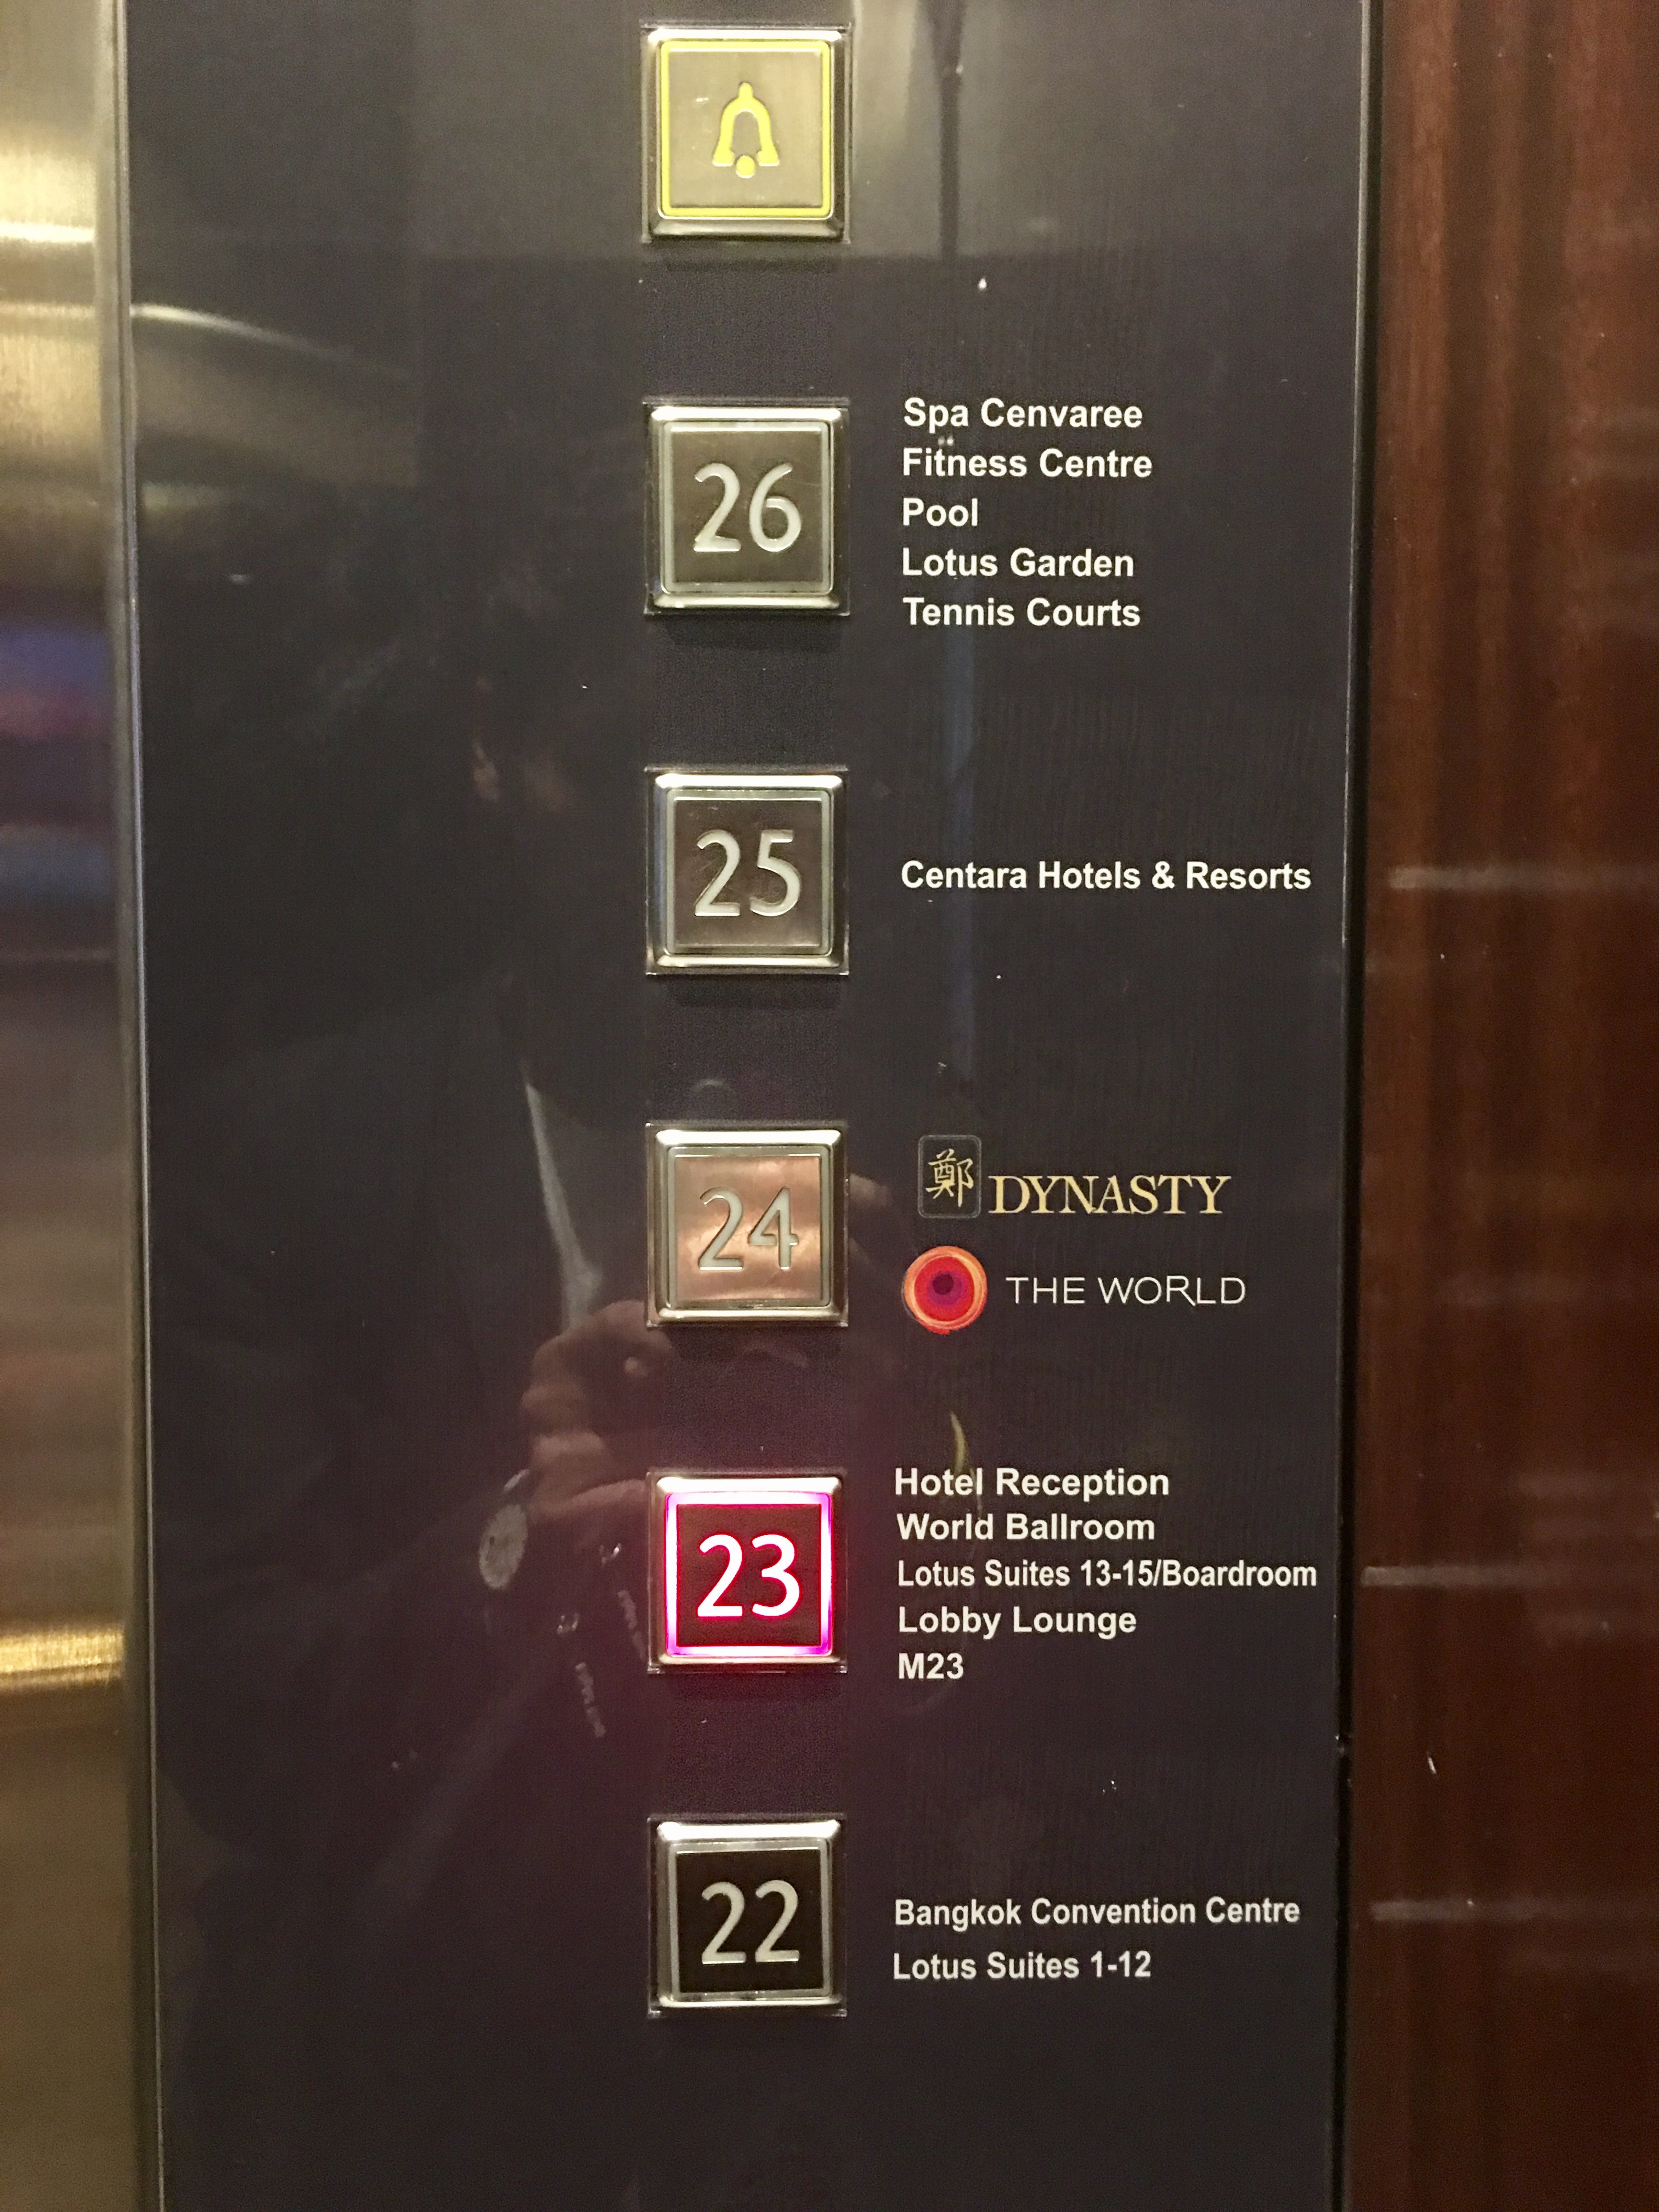 26
Spa Cenvaree
Fitness Centre
Pool
Lotus Garden
Tennis Courts
25
Centara Hotels & Resorts
24
鄭 DYNASTY
THE WORLD
23
Hotel Reception
World Ballroom
Lotus Suites 13-15/Boardroom
Lobby Lounge
M23
22
Bangkok Convention Centre
Lotus Suites 1-12